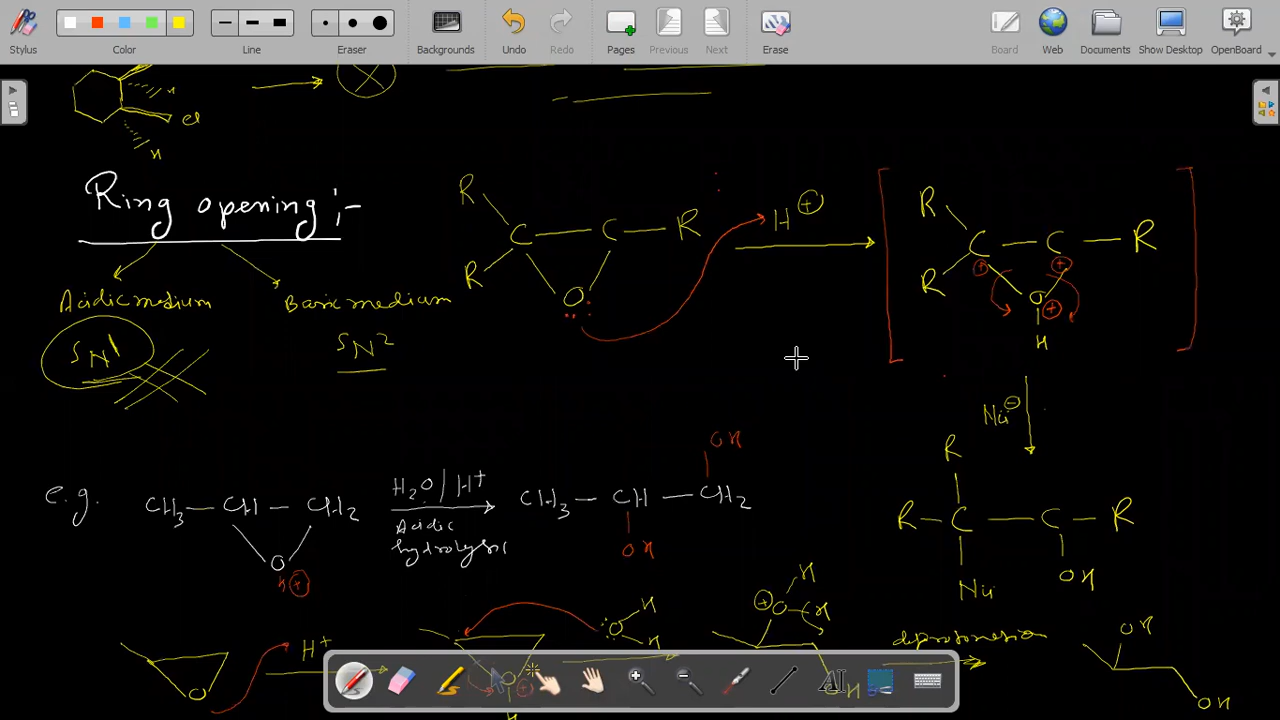 Stylus Color Line Eraser Backgrounds Undo Redo Pages Previous Next Erase Board Web Documents Show Desktop OpenBoard
H
Cl
H
Ring opening :-
Acidic medium Basic medium
SN1 SN2
R R C — C — R O
H⊕
R R C — C — R O H ⊕ ⊕ ⊕
Nu⊖
R
R — C — C — R
Nu OH
e.g. CH3 — CH — CH2 O H ⊕
H2O / H+
Acidic
hydrolysis
CH3 — CH — CH2
OH OH
O H+
O H ⊕
O H H
⊕ O H H
O H
deprotonesion
OH
OH